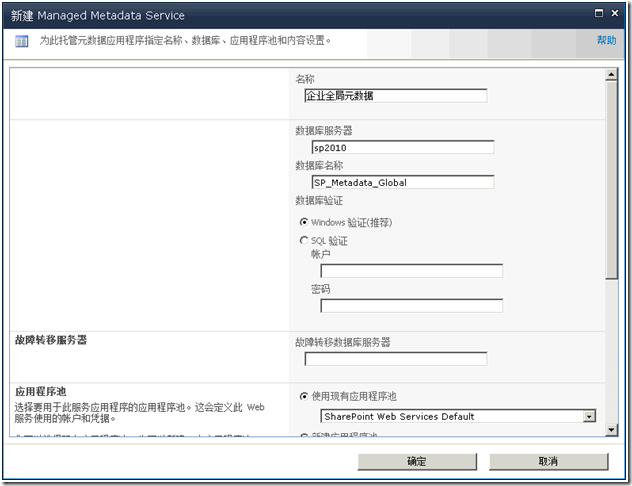 新建 Managed Metadata Service
为此托管元数据应用程序指定名称、数据库、应用程序池和内容设置。
帮助
名称
企业全局元数据
数据库服务器
sp2010
数据库名称
SP_Metadata_Global
数据库验证
Windows 验证(推荐)
SQL 验证
帐户
密码
故障转移服务器
故障转移数据库服务器
应用程序池
选择要用于此服务应用程序的应用程序池。这会定义此 Web
服务使用的帐户和凭据。
使用现有应用程序池
SharePoint Web Services Default
新建应用程序池
确定
取消